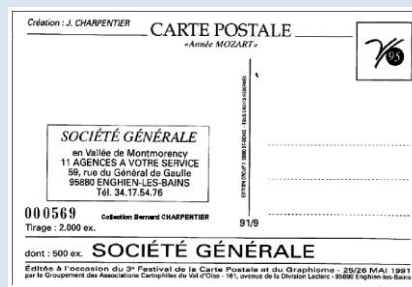 Création : J. CHARPENTIER
CARTE POSTALE
«Année MOZART»
95
SOCIÉTÉ GÉNÉRALE
en Vallée de Montmorency
11 AGENCES A VOTRE SERVICE
59, rue du Général de Gaulle
95880 ENGHIEN-LES-BAINS
Tél. 34.17.54.76
000569
Collection Bernard CHARPENTIER
91/9
Tirage : 2.000 ex.
dont : 500 ex. SOCIÉTÉ GÉNÉRALE
Éditée à l'occasion du 3e Festival de la Carte Postale et du Graphisme - 25/26 MAI 1991
par le Groupement des Associations Cartophiles du Val d'Oise - 161, avenue de la Division Leclerc - 95880 Enghien-les-Bains